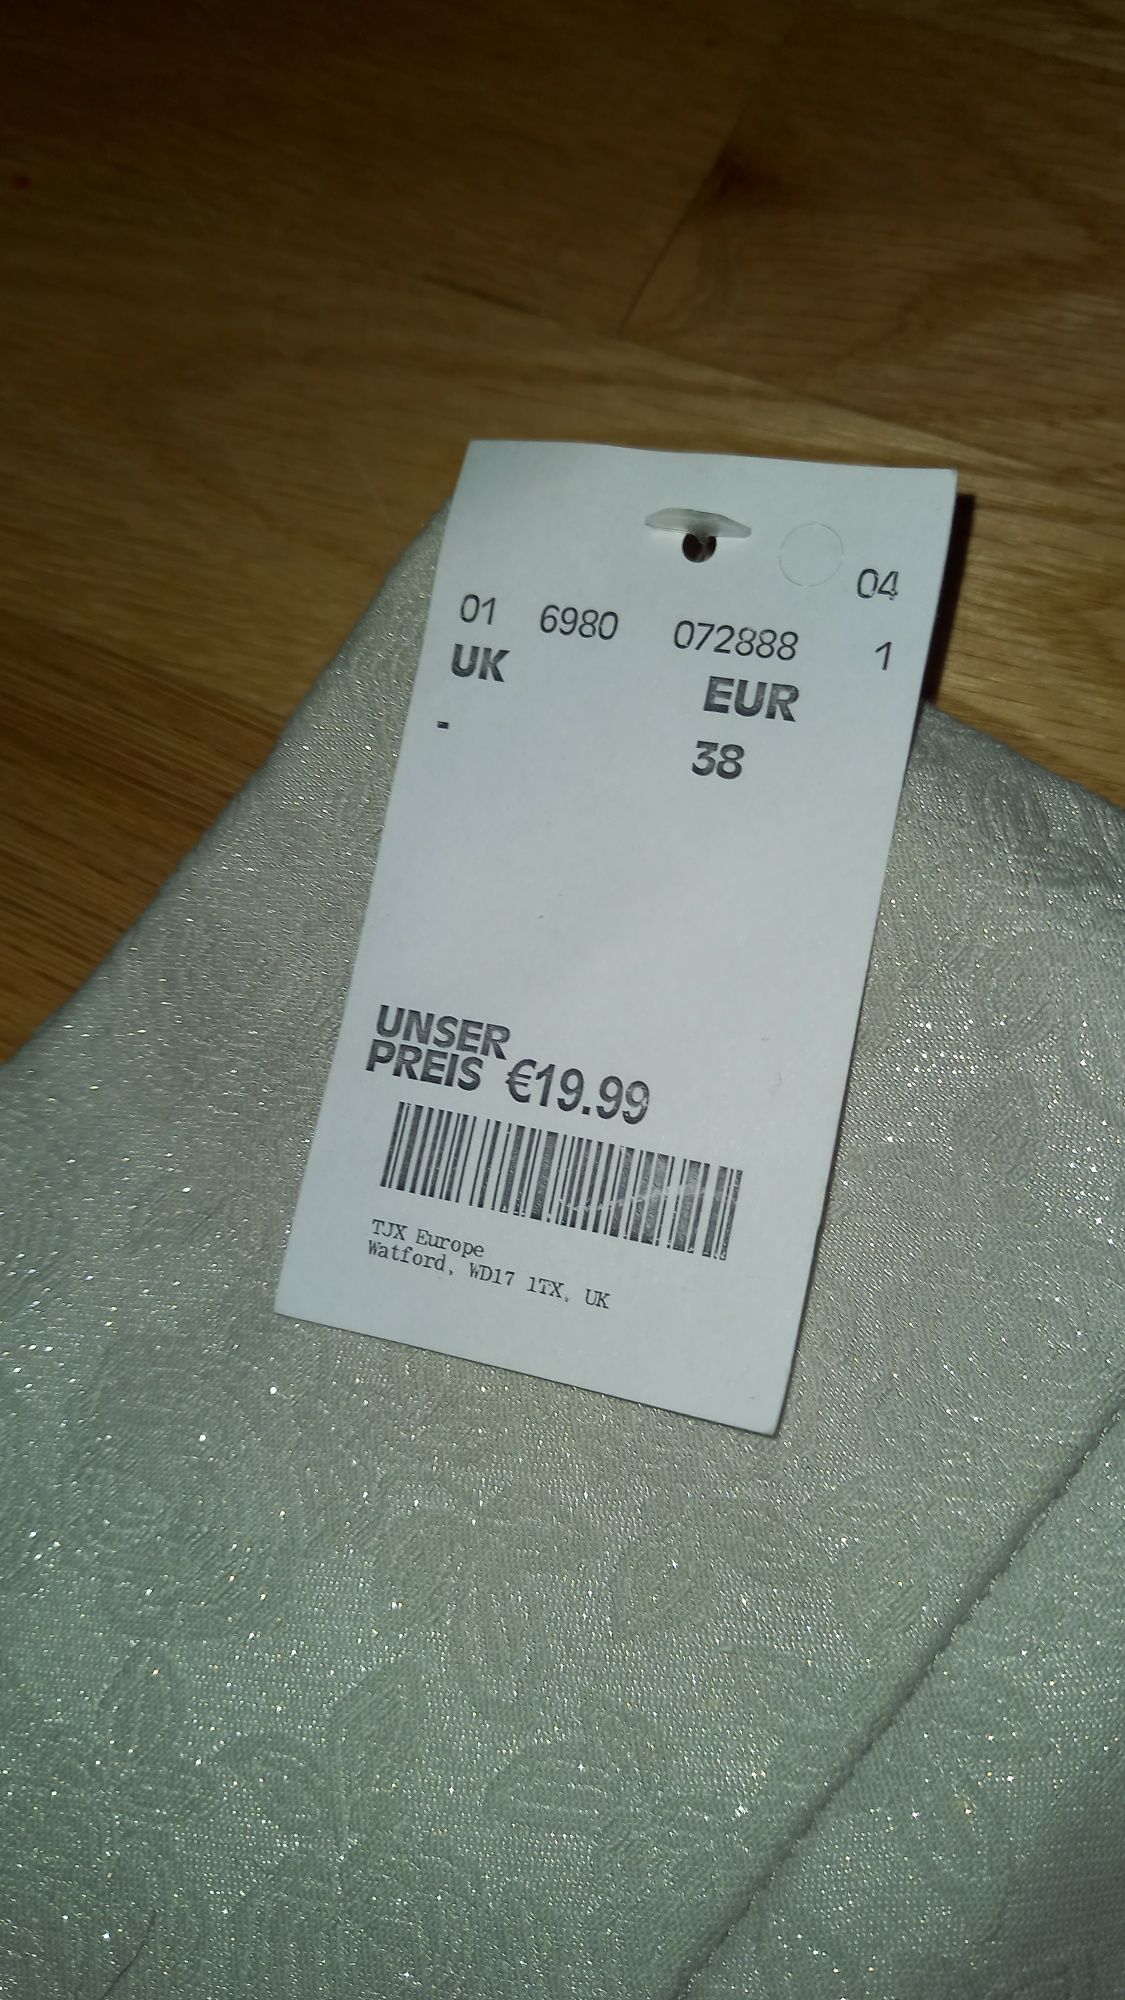 04
01 6980 072888 1
UK EUR
- 38
UNSER
PREIS €19.99
TJX Europe
Watford, WD17 1TX, UK